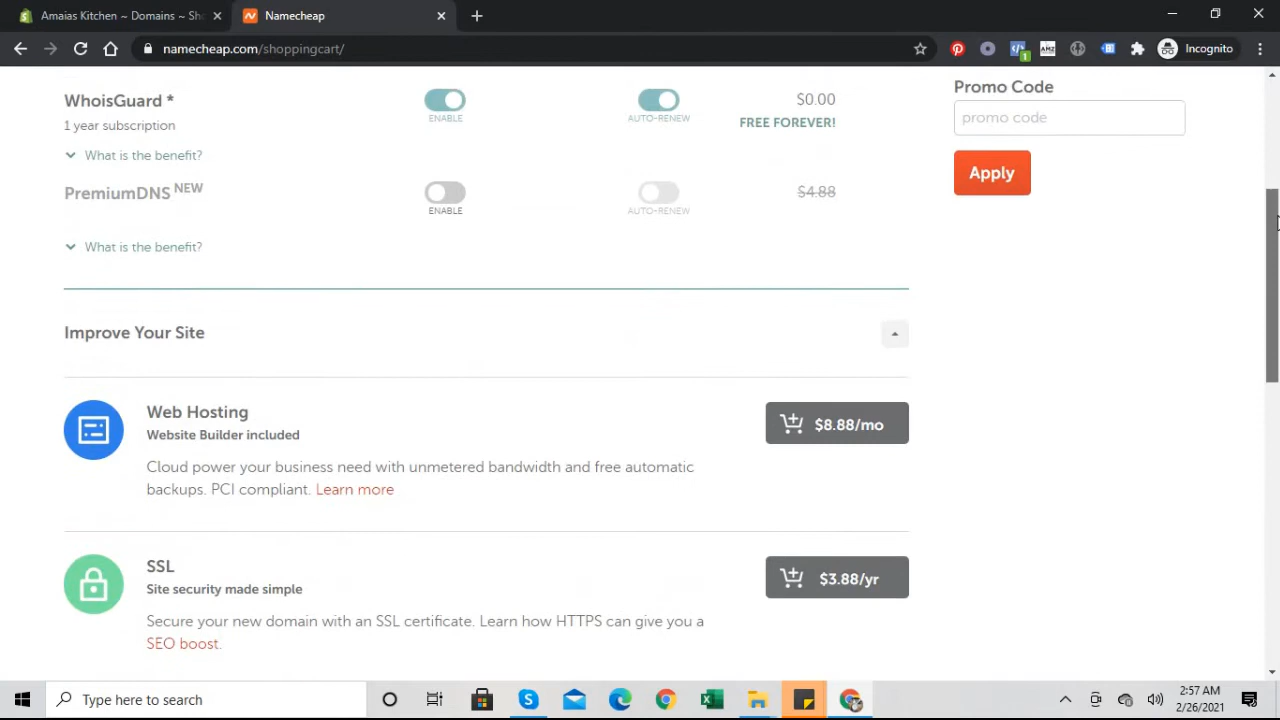 Amaias Kitchen ~ Domains ~ Sho
Namecheap
namecheap.com/shoppingcart/
1
AMZ
Incognito
WhoisGuard *
ENABLE
AUTO-RENEW
$0.00
1 year subscription
FREE FOREVER!
What is the benefit?
PremiumDNS NEW
ENABLE
AUTO-RENEW
$4.88
What is the benefit?
Promo Code
promo code
Apply
Improve Your Site
Web Hosting
Website Builder included
$8.88/mo
Cloud power your business need with unmetered bandwidth and free automatic
backups. PCI compliant. Learn more
SSL
Site security made simple
$3.88/yr
Secure your new domain with an SSL certificate. Learn how HTTPS can give you a
SEO boost.
Type here to search
2:57 AM
2/26/2021